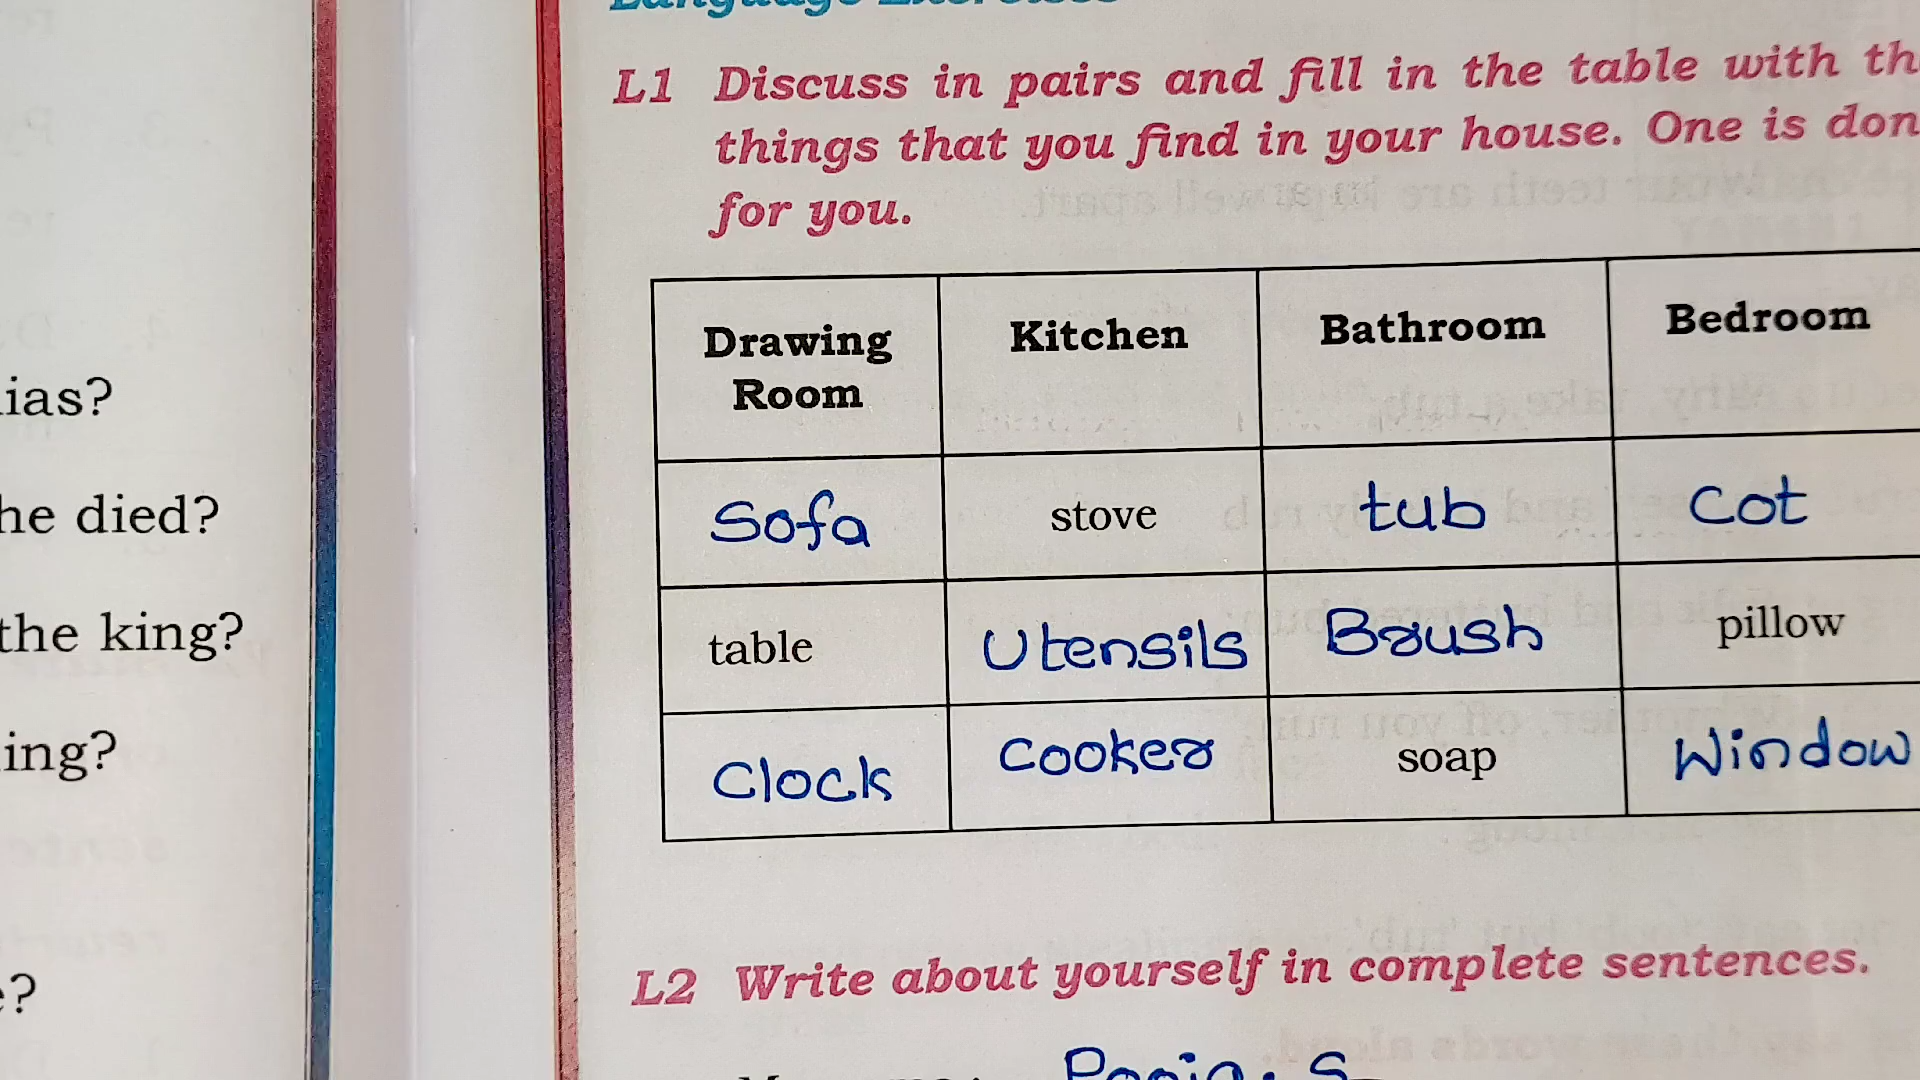 Language Exercises
L1 Discuss in pairs and fill in the table with th
things that you find in your house. One is don
for you.
Drawing Room Kitchen Bathroom Bedroom
Sofa stove tub Cot
table Utensils Brush pillow
Clock Cooker soap Window
L2 Write about yourself in complete sentences.
ias?
he died?
the king?
ing?
?